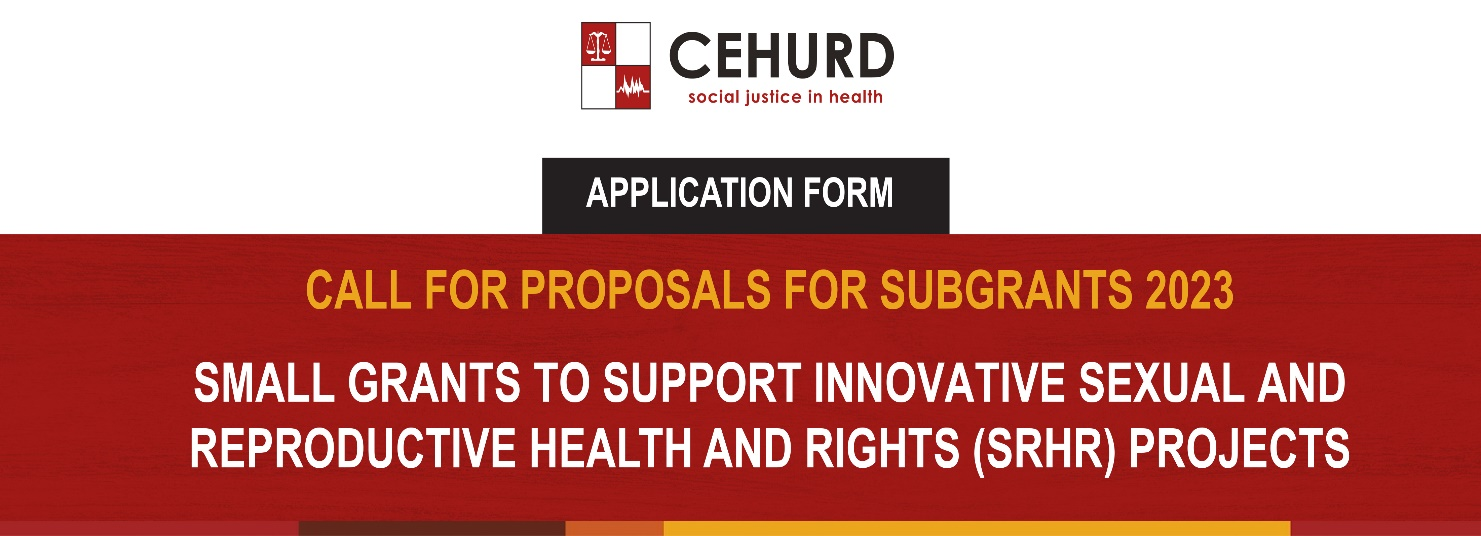 CEHURD
social justice in health
APPLICATION FORM
CALL FOR PROPOSALS FOR SUBGRANTS 2023
SMALL GRANTS TO SUPPORT INNOVATIVE SEXUAL AND
REPRODUCTIVE HEALTH AND RIGHTS (SRHR) PROJECTS